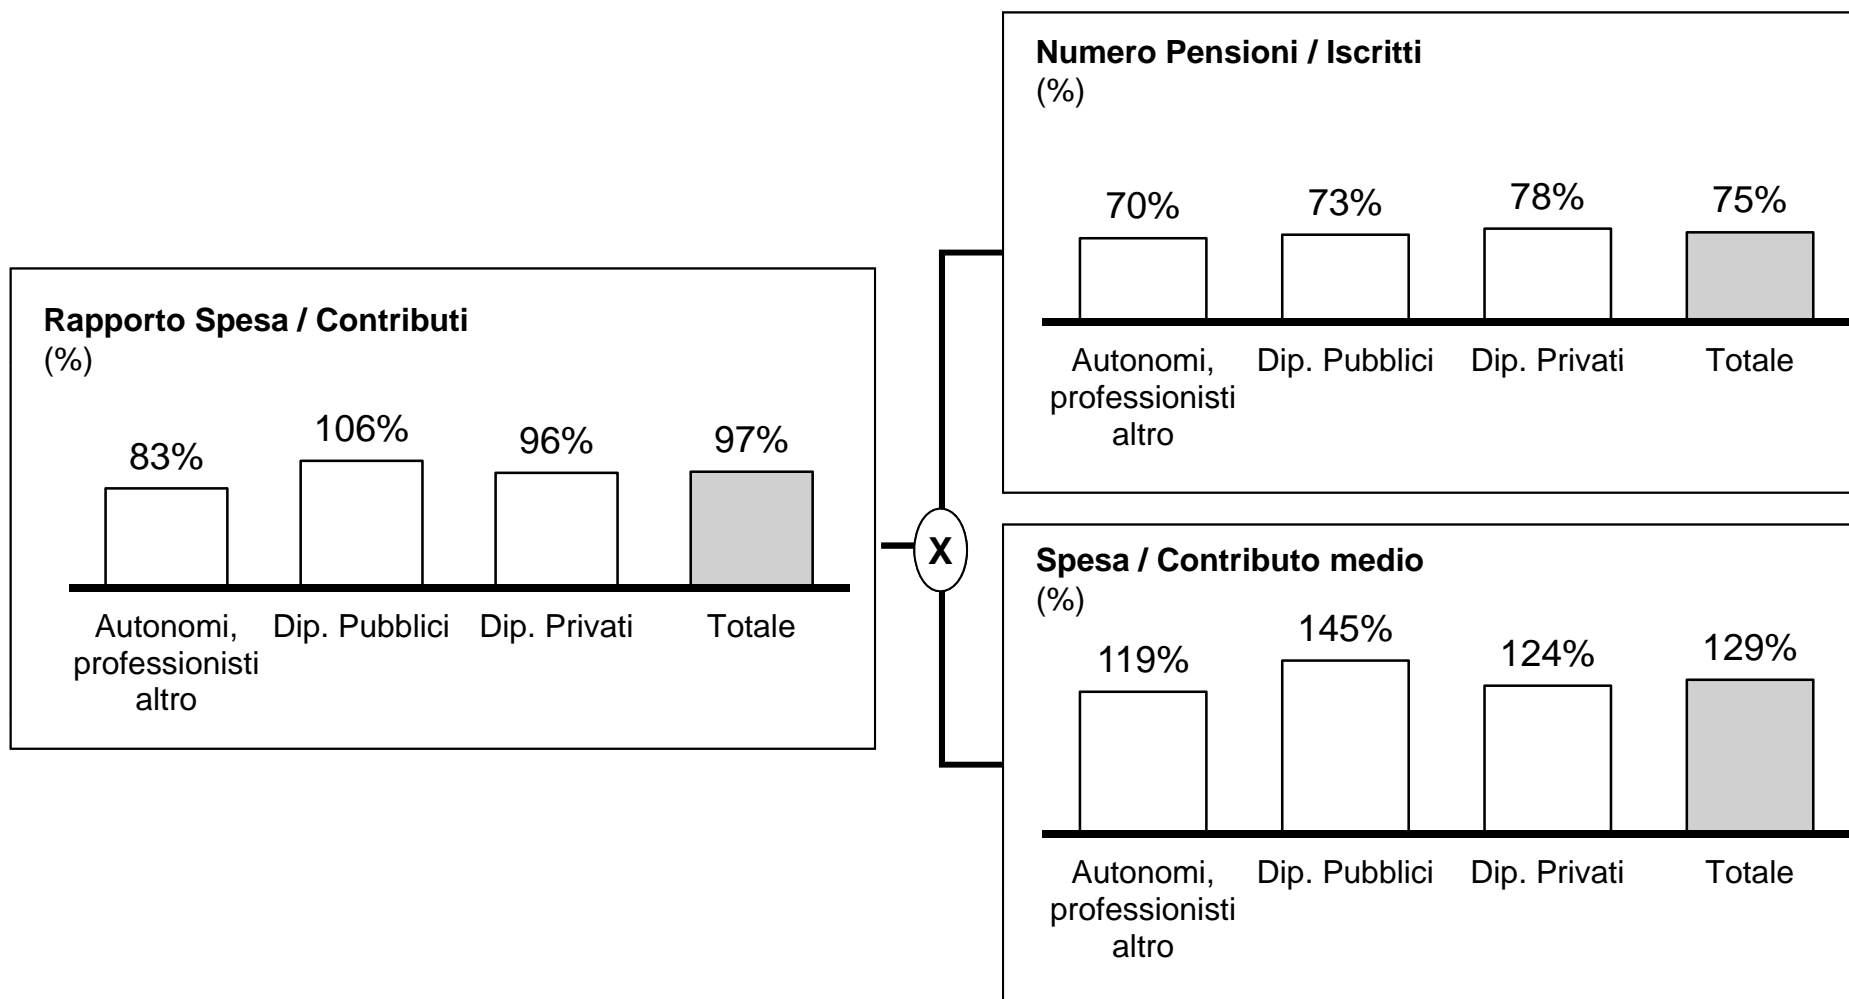 Rapporto Spesa / Contributi
(%)
83%
106%
96%
97%
Autonomi,
professionisti
altro
Dip. Pubblici
Dip. Privati
Totale
X
Numero Pensioni / Iscritti
(%)
70%
73%
78%
75%
Autonomi,
professionisti
altro
Dip. Pubblici
Dip. Privati
Totale
Spesa / Contributo medio
(%)
119%
145%
124%
129%
Autonomi,
professionisti
altro
Dip. Pubblici
Dip. Privati
Totale